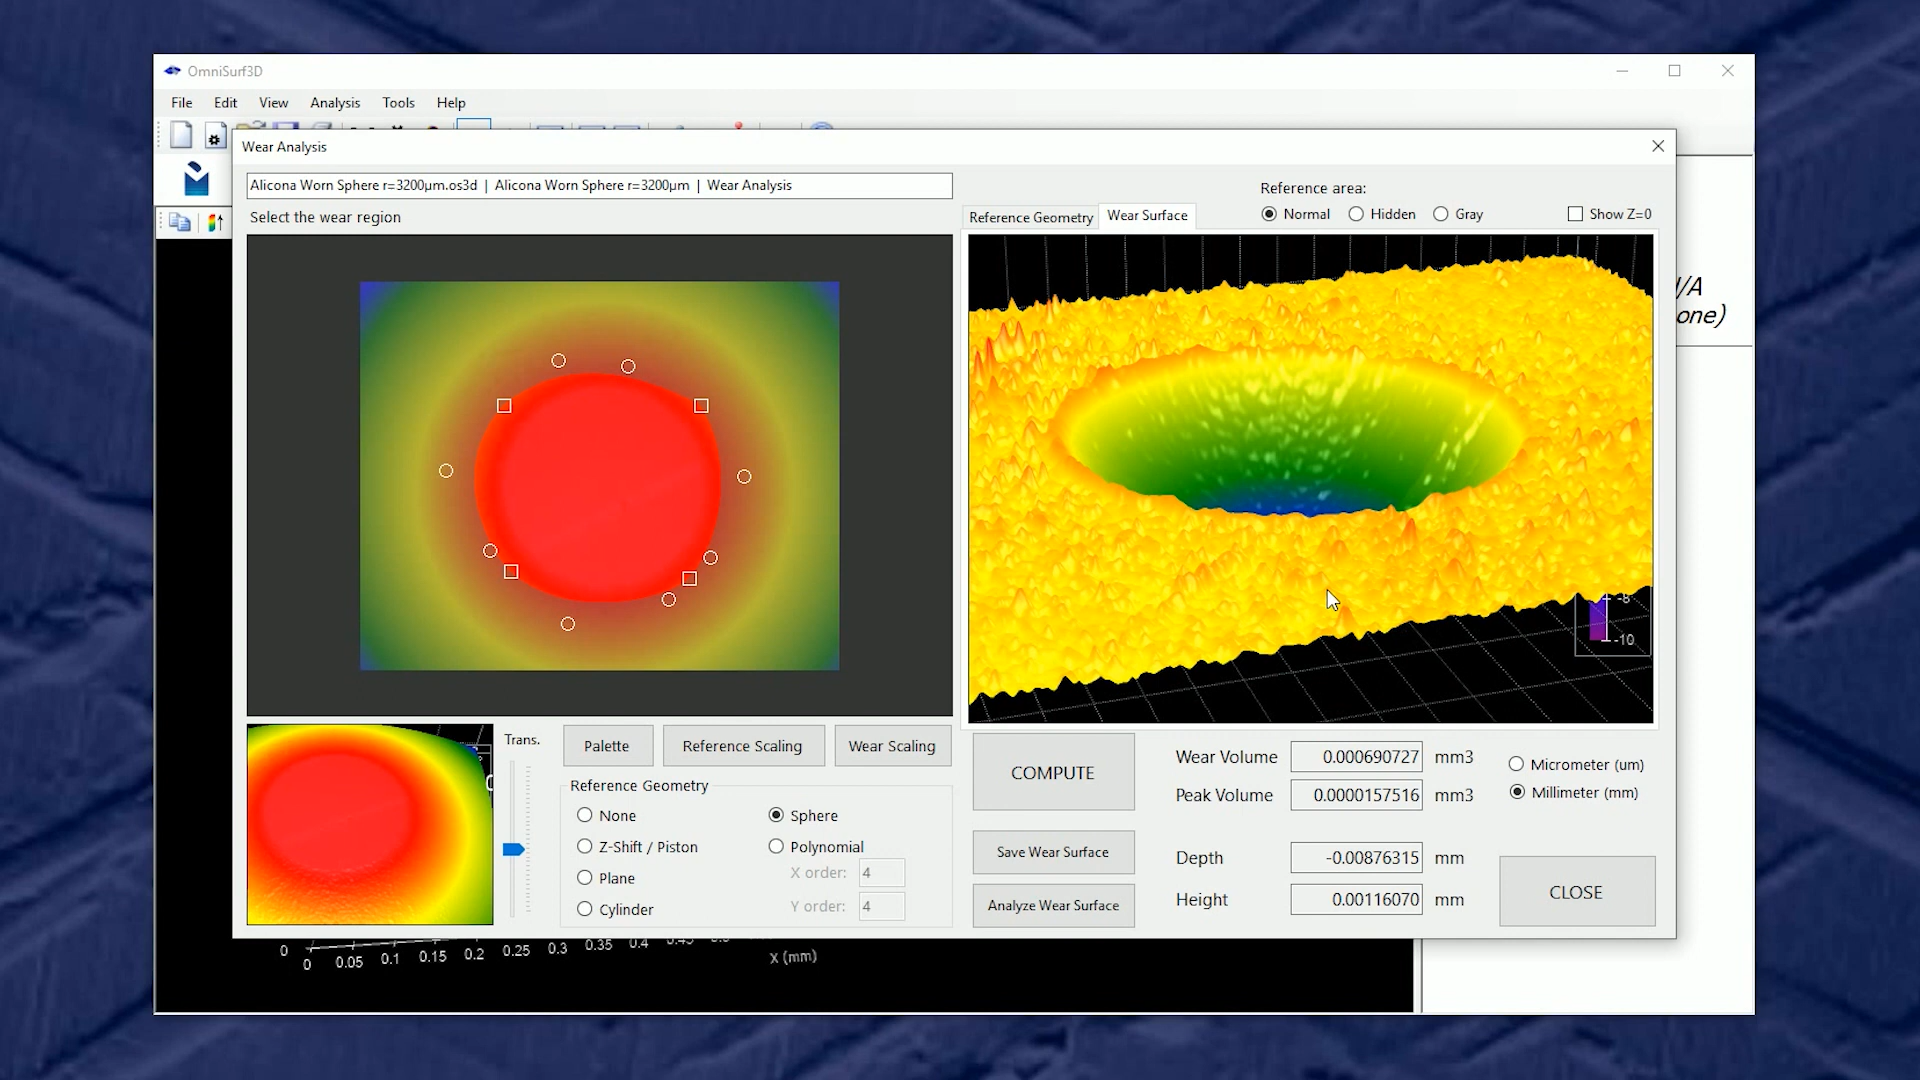 OmniSurf3D
File Edit View Analysis Tools Help
Wear Analysis
Alicona Worn Sphere r=3200µm.os3d | Alicona Worn Sphere r=3200µm | Wear Analysis
Select the wear region
Reference area:
Normal Hidden Gray Show Z=0
Reference Geometry Wear Surface
/A
one)
-8
-10
Trans.
Palette Reference Scaling Wear Scaling
Reference Geometry
None Sphere
Z-Shift / Piston Polynomial
X order: 4
Plane
Y order: 4
Cylinder
COMPUTE
Save Wear Surface
Analyze Wear Surface
Wear Volume 0.000690727 mm3
Peak Volume 0.0000157516 mm3
Depth -0.00876315 mm
Height 0.00116070 mm
Micrometer (um)
Millimeter (mm)
CLOSE
0
0 0.05 0.1 0.15 0.2 0.25 0.3 0.35 0.4 0.45
X (mm)